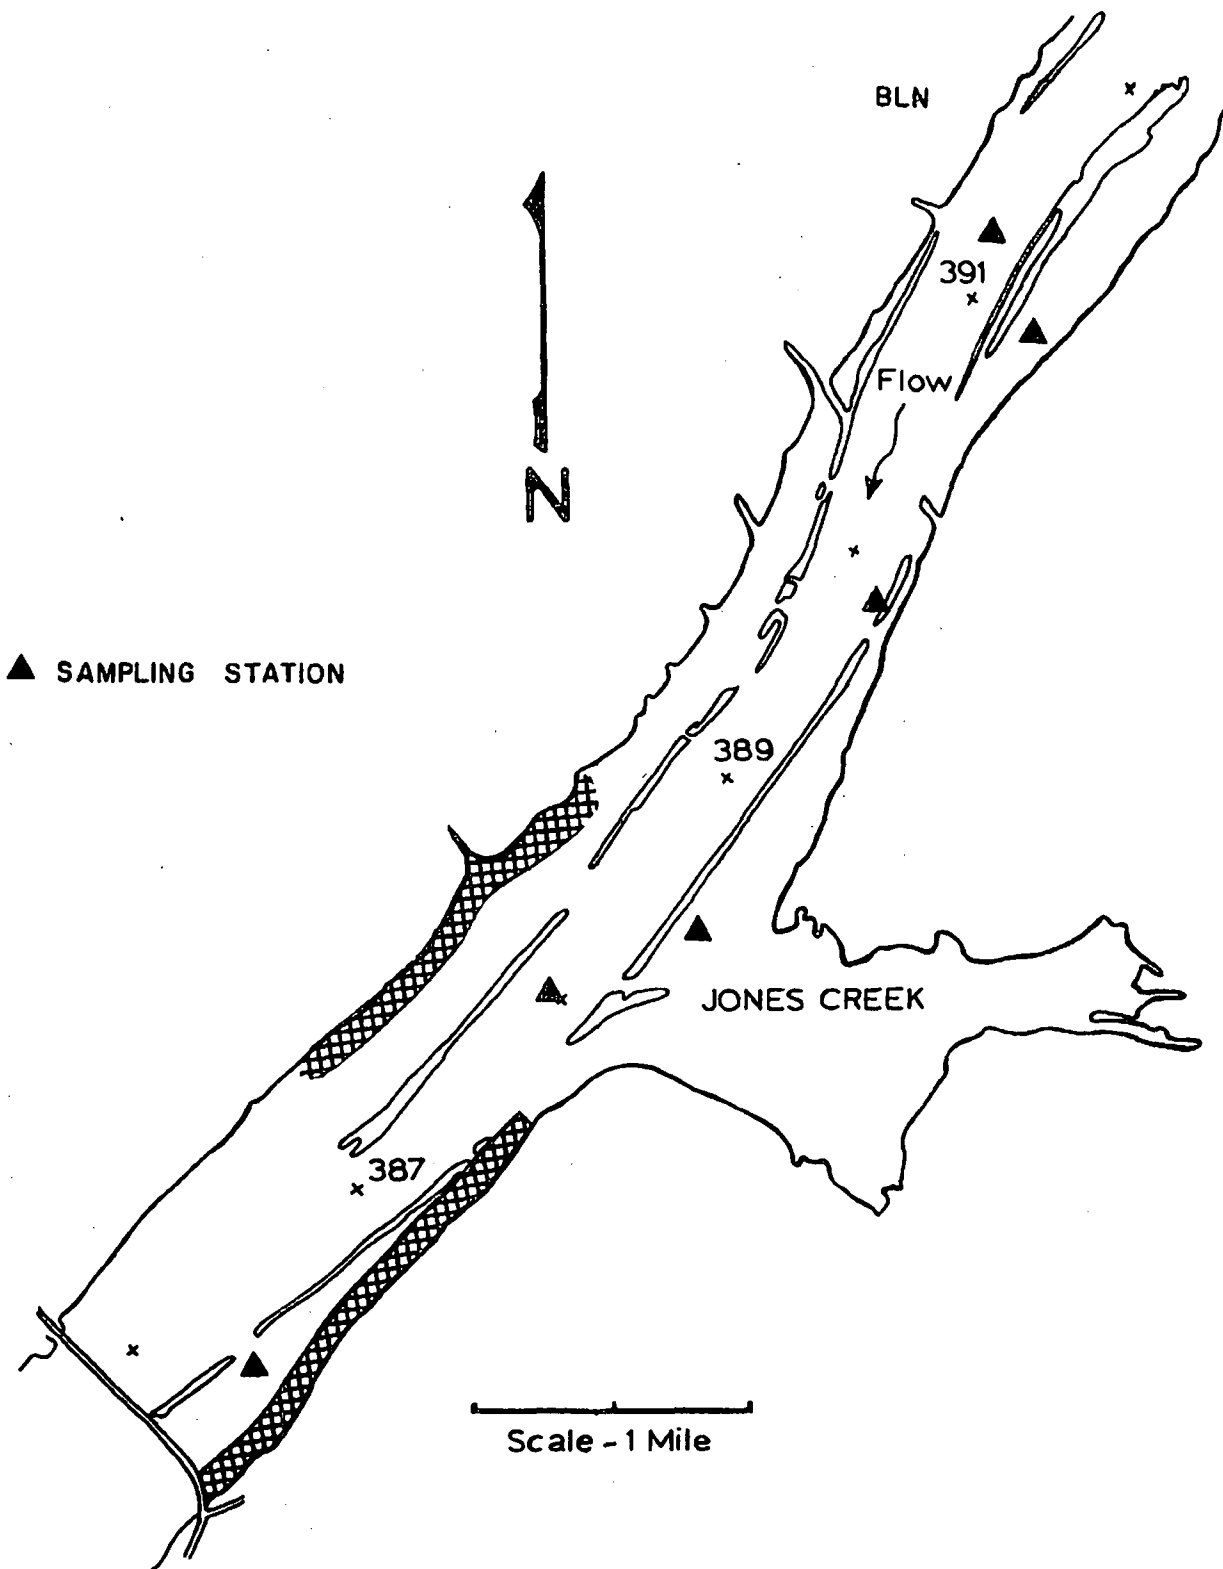 BLN
391
Flow
N
▲ SAMPLING STATION
389
JONES CREEK
387
Scale - 1 Mile